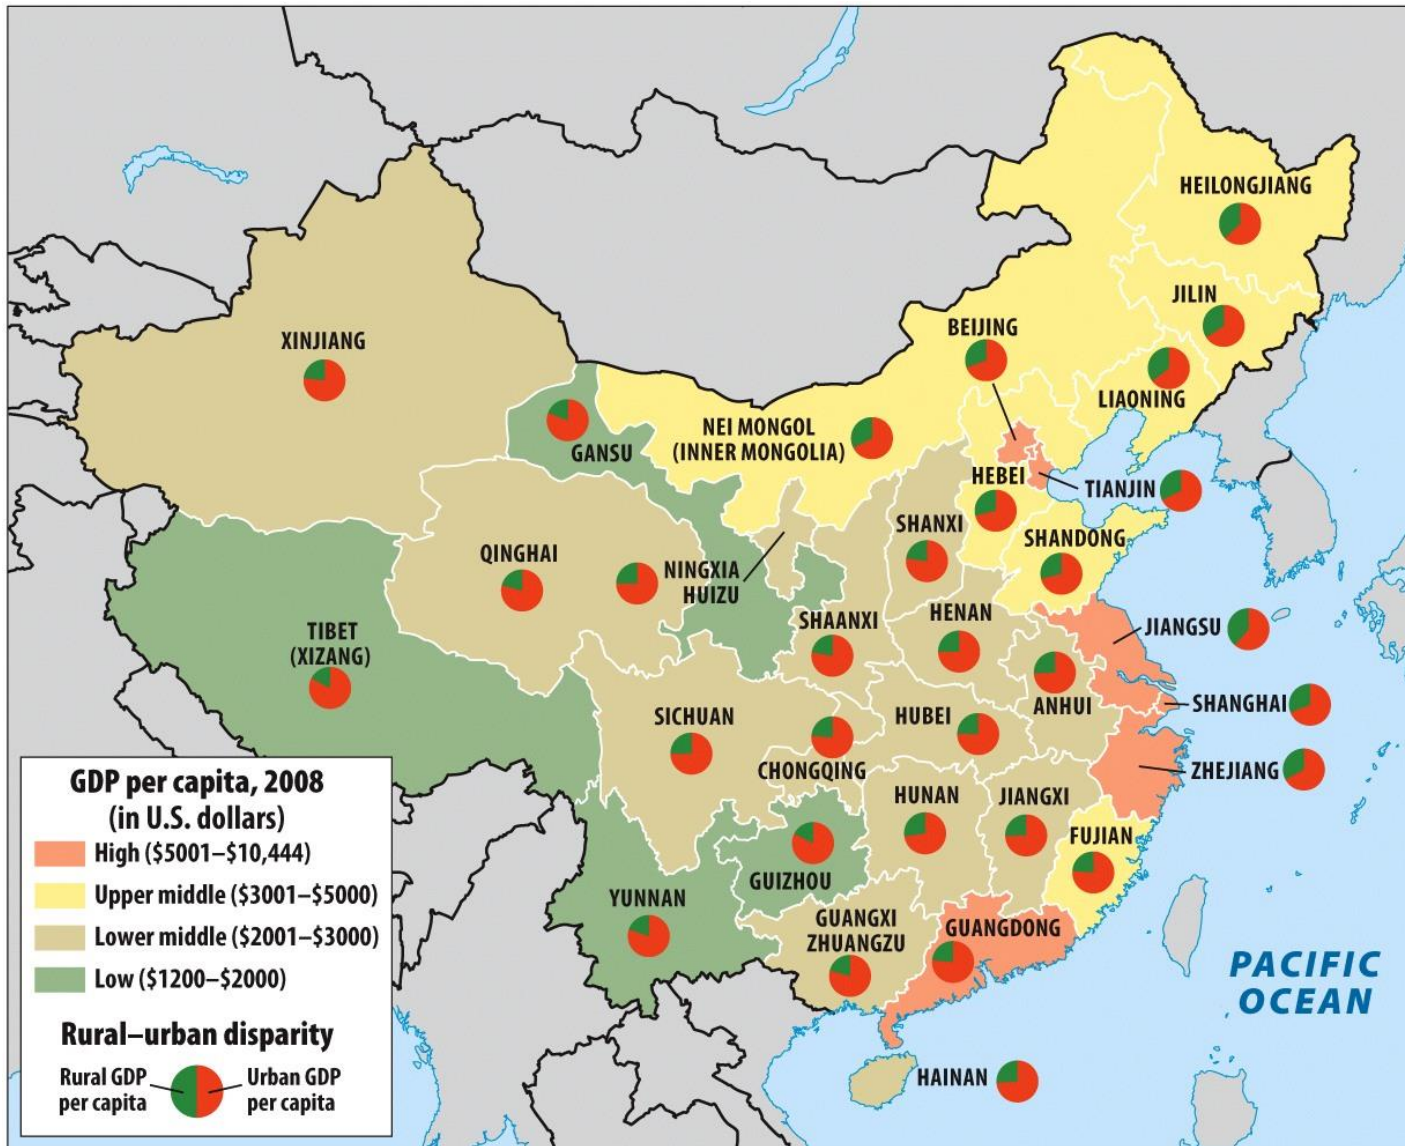 HEILONGJIANG
JILIN
BEIJING
XINJIANG
LIAONING
NEI MONGOL
(INNER MONGOLIA)
GANSU
HEBEI
TIANJIN
SHANXI
SHANDONG
QINGHAI
NINGXIA
HUIZU
SHAANXI
HENAN
JIANGSU
TIBET
(XIZANG)
SICHUAN
HUBEI
ANHUI
SHANGHAI
CHONGQING
ZHEJIANG
HUNAN
JIANGXI
FUJIAN
GUIZHOU
YUNNAN
GUANGXI
ZHUANGZU
GUANGDONG
PACIFIC
OCEAN
HAINAN
GDP per capita, 2008
(in U.S. dollars)
High ($5001–$10,444)
Upper middle ($3001–$5000)
Lower middle ($2001–$3000)
Low ($1200–$2000)
Rural–urban disparity
Rural GDP
per capita
Urban GDP
per capita